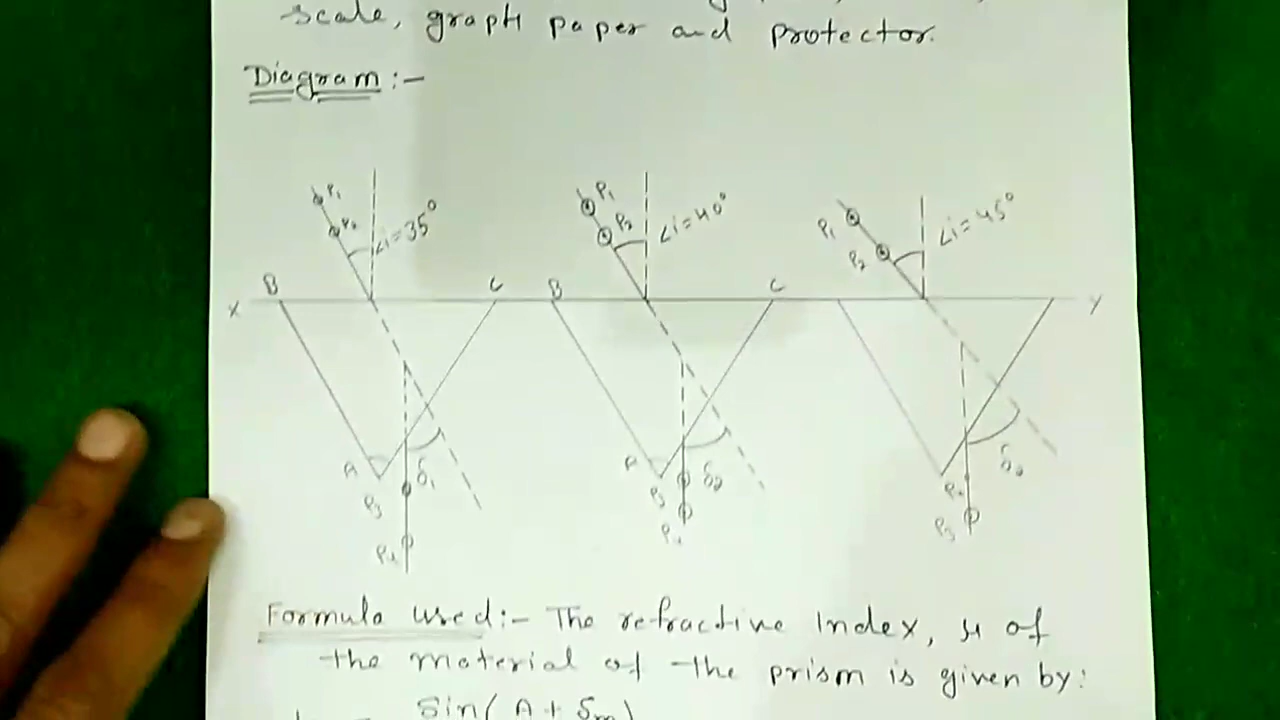 scale, graph paper and protector.
Diagram :-
P₁ P₂ ∠i=35°
P₁ P₂ ∠i=40°
P₁ P₂ ∠i=45°
X B C B C Y
A δ₁ P₃ P₄
A δ₂ P₃ P₄
P₃
Formula used:- The refractive Index, μ of
the material of the prism is given by:
Sin( A + δm)